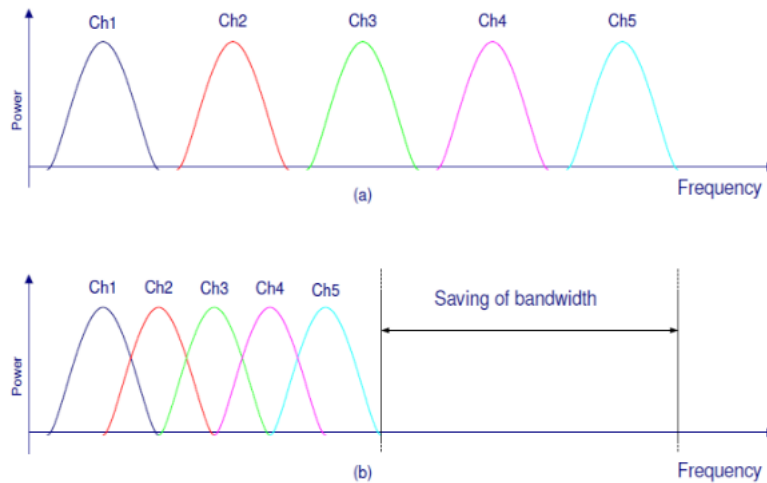 Ch1 Ch2 Ch3 Ch4 Ch5
Power
(a)
Frequency
Ch1 Ch2 Ch3 Ch4 Ch5
Saving of bandwidth
Power
(b)
Frequency